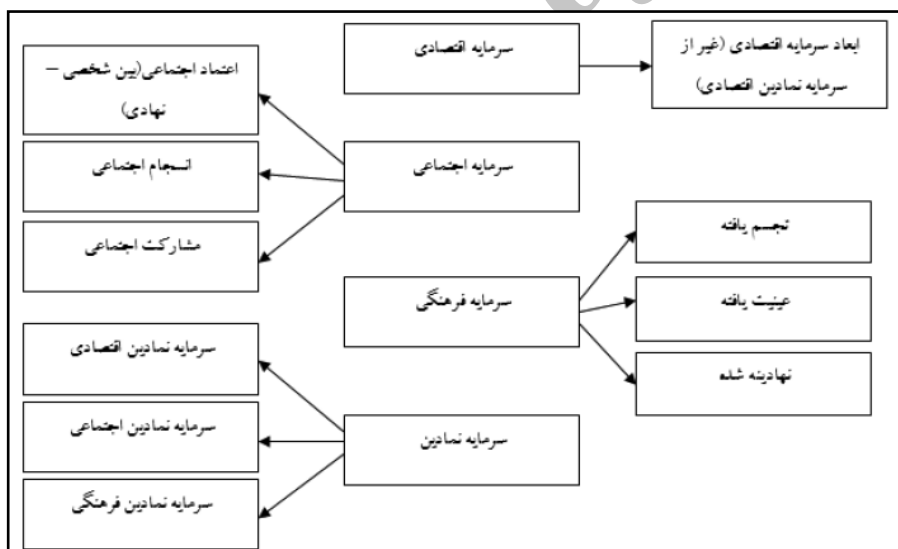 سرمایه اقتصادی
ابعاد سرمایه اقتصادی (غیر از
سرمایه نمادین اقتصادی)
سرمایه اجتماعی
اعتماد اجتماعی(بین شخصی –
نهادی)
انسجام اجتماعی
مشارکت اجتماعی
سرمایه فرهنگی
تجسم یافته
عینیت یافته
نهادینه شده
سرمایه نمادین
سرمایه نمادین اقتصادی
سرمایه نمادین اجتماعی
سرمایه نمادین فرهنگی